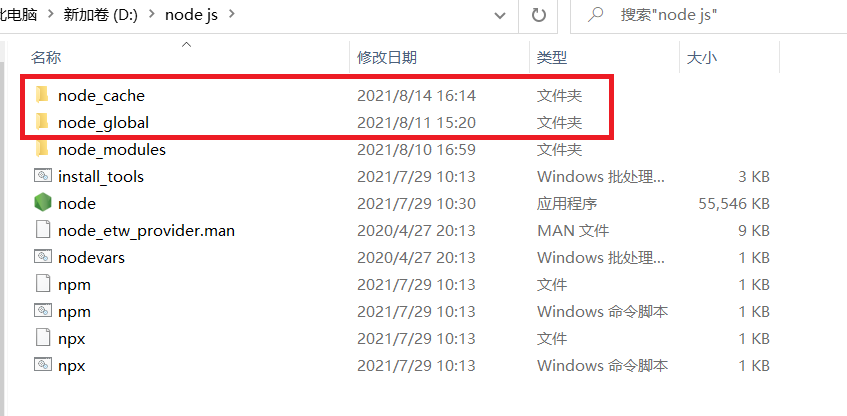 此电脑 新加卷 (D:) node js 搜索"node js"
名称 修改日期 类型 大小
node_cache 2021/8/14 16:14 文件夹
node_global 2021/8/11 15:20 文件夹
node_modules 2021/8/10 16:59 文件夹
install_tools 2021/7/29 10:13 Windows 批处理... 3 KB
node 2021/7/29 10:30 应用程序 55,546 KB
node_etw_provider.man 2020/4/27 20:13 MAN 文件 9 KB
nodevars 2020/4/27 20:13 Windows 批处理... 1 KB
npm 2021/7/29 10:13 文件 1 KB
npm 2021/7/29 10:13 Windows 命令脚本 1 KB
npx 2021/7/29 10:13 文件 1 KB
npx 2021/7/29 10:13 Windows 命令脚本 1 KB